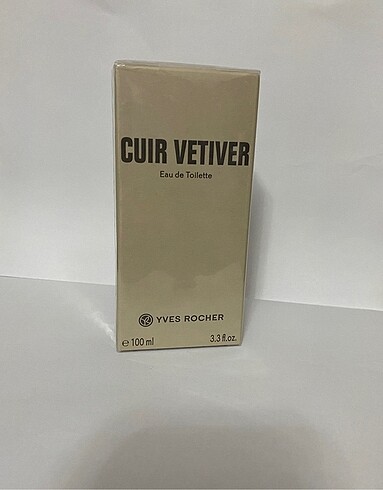 CUIR VETIVER
Eau de Toilette
YVES ROCHER
℮ 100 ml 3.3 fl.oz.